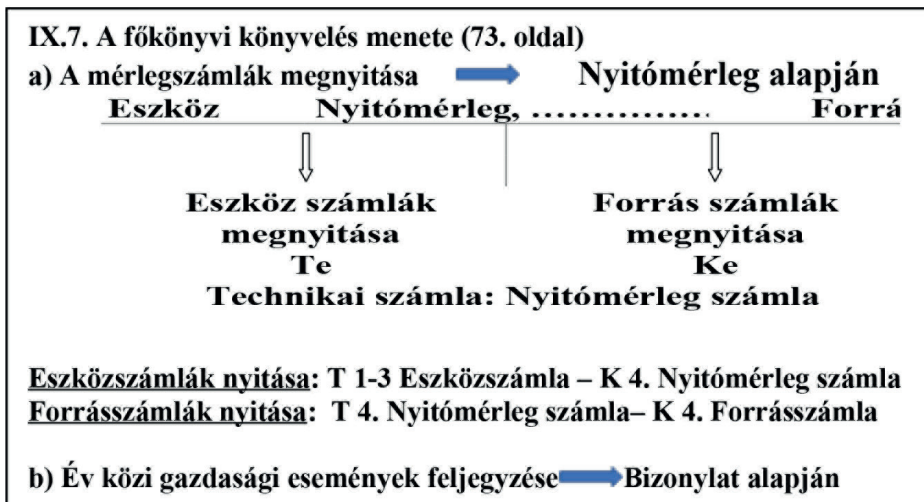 IX.7. A főkönyvi könyvelés menete (73. oldal)
a) A mérlegszámlák megnyitása Nyitómérleg alapján
Eszköz Nyitómérleg, ................ Forrá
Eszköz számlák Forrás számlák
megnyitása megnyitása
Te Ke
Technikai számla: Nyitómérleg számla
Eszközszámlák nyitása: T 1-3 Eszközszámla – K 4. Nyitómérleg számla
Forrásszámlák nyitása: T 4. Nyitómérleg számla– K 4. Forrásszámla
b) Év közi gazdasági események feljegyzése Bizonylat alapján